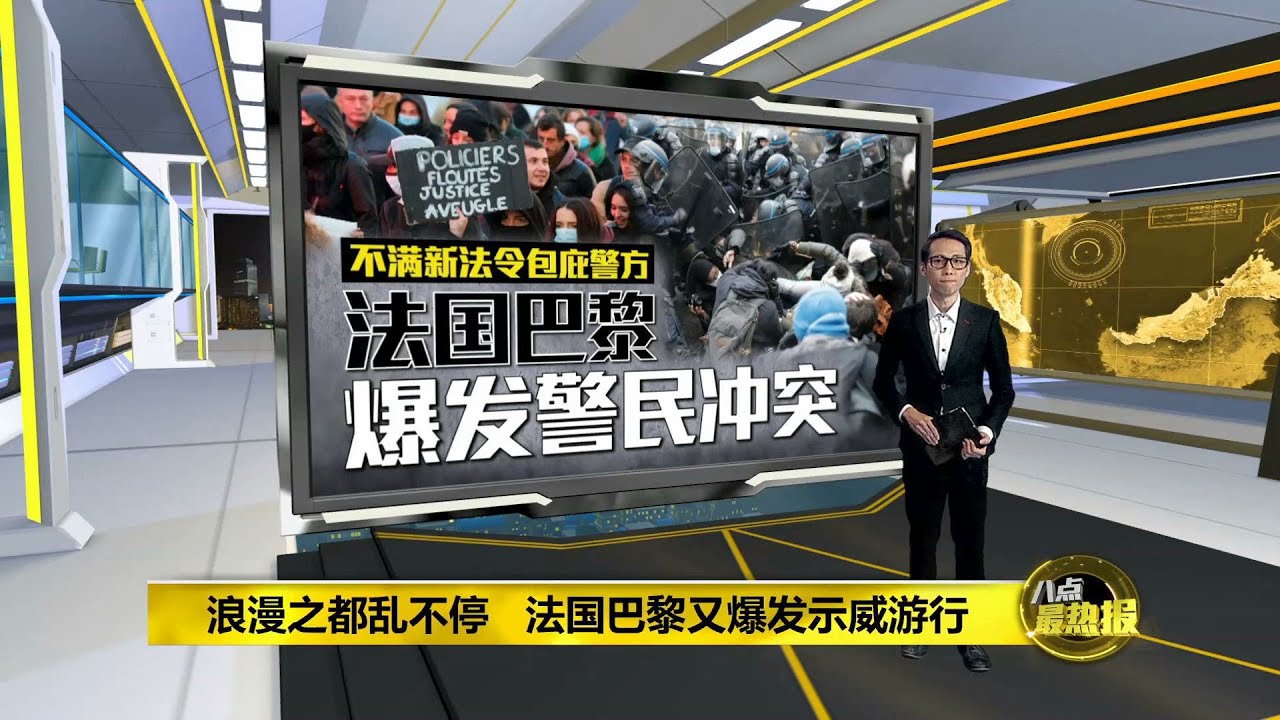 POLICIERS
FLOUTÉS
JUSTICE
AVEUGLE
不满新法令包庇警方
法国巴黎
爆发警民冲突
浪漫之都乱不停 法国巴黎又爆发示威游行
八点
最热报